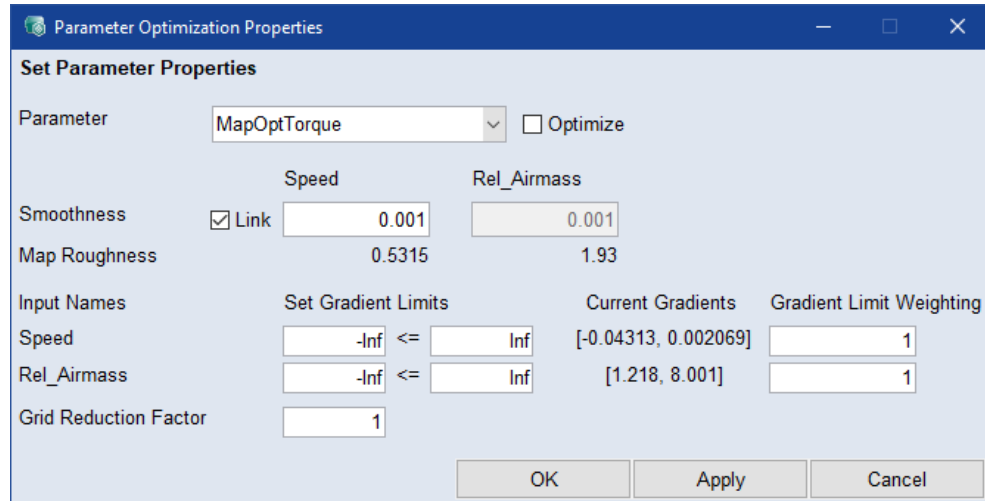 Parameter Optimization Properties
Set Parameter Properties
Parameter MapOptTorque Optimize
Speed Rel_Airmass
Smoothness Link 0.001 0.001
Map Roughness 0.5315 1.93
Input Names Set Gradient Limits Current Gradients Gradient Limit Weighting
Speed -Inf <= Inf [-0.04313, 0.002069] 1
Rel_Airmass -Inf <= Inf [1.218, 8.001] 1
Grid Reduction Factor 1
OK Apply Cancel